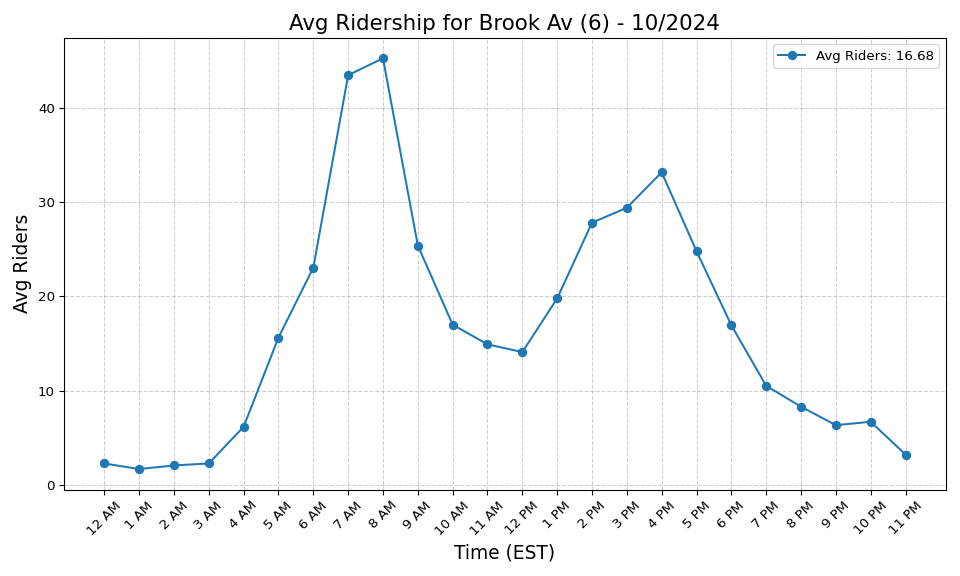 Avg Ridership for Brook Av (6) - 10/2024
Avg Riders: 16.68
Avg Riders
40
30
20
10
0
12 AM 1 AM 2 AM 3 AM 4 AM 5 AM 6 AM 7 AM 8 AM 9 AM 10 AM 11 AM 12 PM 1 PM 2 PM 3 PM 4 PM 5 PM 6 PM 7 PM 8 PM 9 PM 10 PM 11 PM
Time (EST)